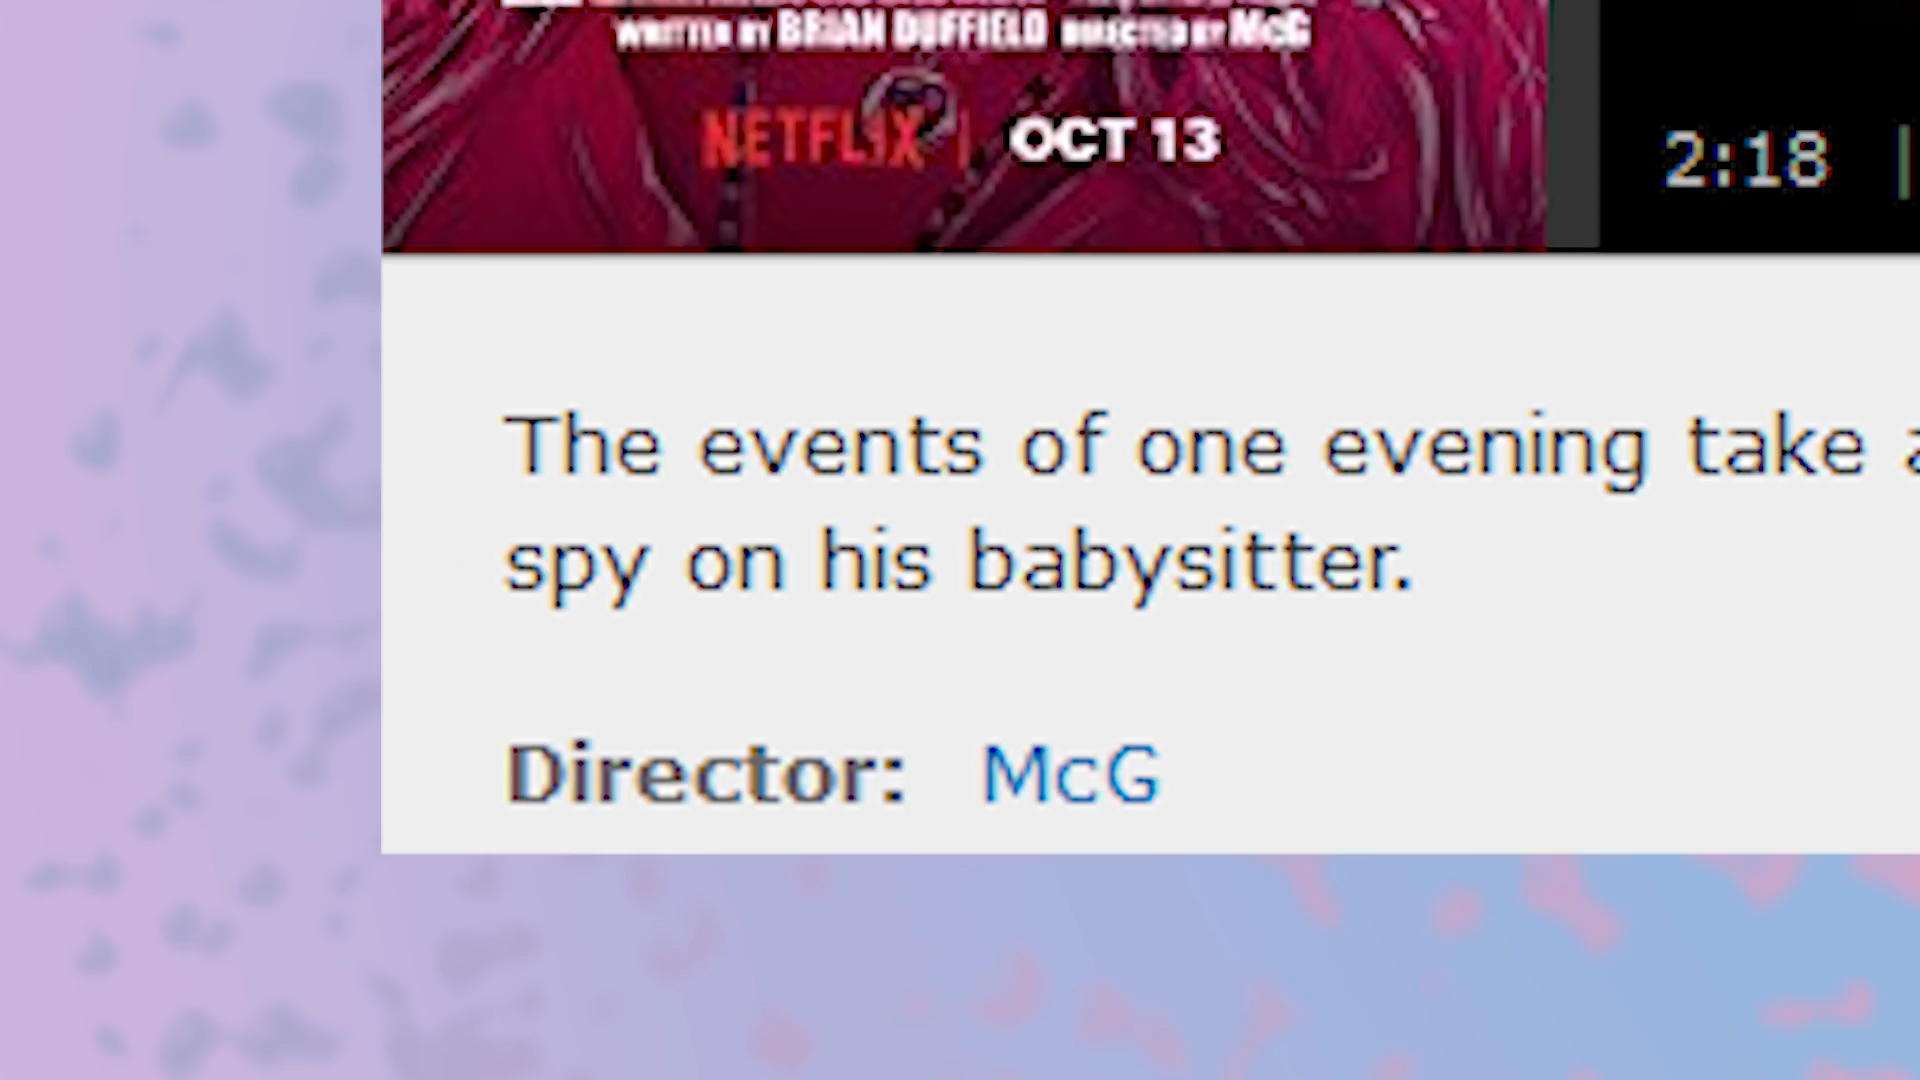 WRITTEN BY BRIAN DUFFIELD DIRECTED BY McG
NETFLIX | OCT 13
2:18 |
The events of one evening take
spy on his babysitter.
Director: McG